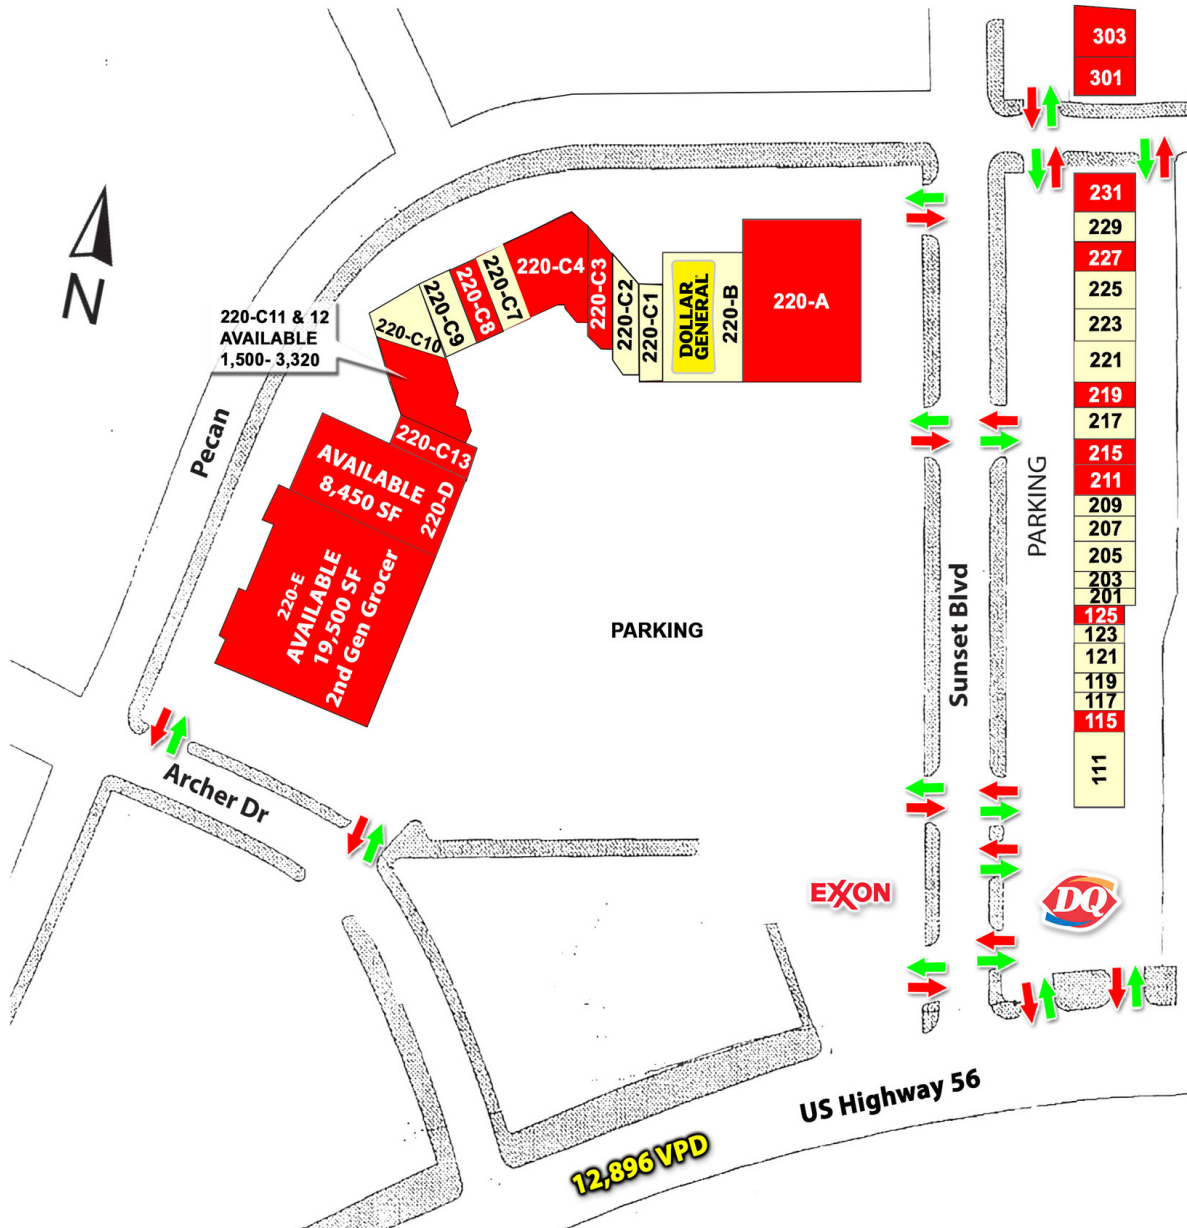 303
301
231
229
227
225
223
221
219
217
215
211
209
207
205
203
201
125
123
121
119
117
115
111
N
220-C11 & 12
AVAILABLE
1,500- 3,320
220-C10
220-C9
220-C8
220-C7
220-C4
220-C3
220-C2
220-C1
DOLLAR
GENERAL
220-B
220-A
220-C13
AVAILABLE
8,450 SF
220-D
220-E
AVAILABLE
19,500 SF
2nd Gen Grocer
Pecan
PARKING
PARKING
Sunset Blvd
Archer Dr
EXXON
DQ
US Highway 56
12,896 VPD